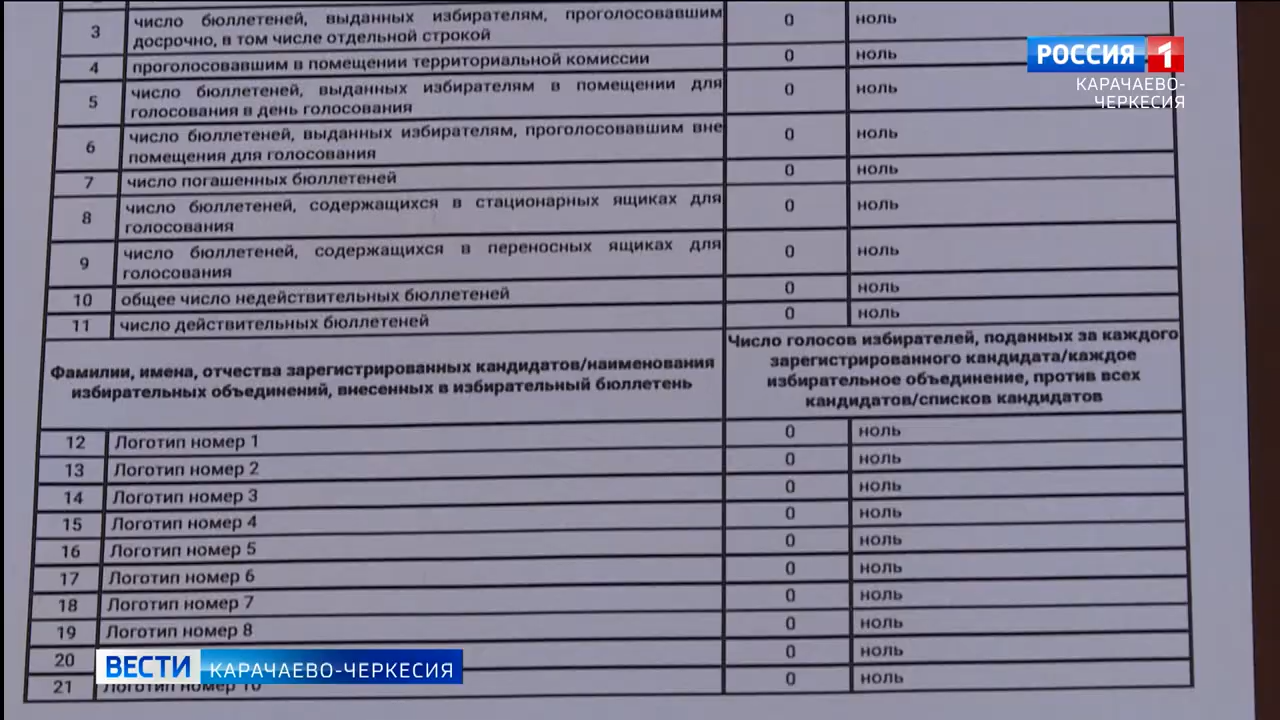 3 число бюллетеней, выданных избирателям, проголосовавшим 0 ноль
досрочно, в том числе отдельной строкой
4 проголосовавшим в помещении территориальной комиссии 0 ноль
РОССИЯ 1
КАРАЧАЕВО-
ЧЕРКЕСИЯ
5 число бюллетеней, выданных избирателям в помещении для 0 ноль
голосования в день голосования
6 число бюллетеней, выданных избирателям, проголосовавшим вне 0 ноль
помещения для голосования
7 число погашенных бюллетеней 0 ноль
8 число бюллетеней, содержащихся в стационарных ящиках для 0 ноль
голосования
9 число бюллетеней, содержащихся в переносных ящиках для 0 ноль
голосования
10 общее число недействительных бюллетеней 0 ноль
11 число действительных бюллетеней 0 ноль
Фамилии, имена, отчества зарегистрированных кандидатов/наименования
избирательных объединений, внесенных в избирательный бюллетень
Число голосов избирателей, поданных за каждого
зарегистрированного кандидата/каждое
избирательное объединение, против всех
кандидатов/списков кандидатов
12 Логотип номер 1 0 ноль
13 Логотип номер 2 0 ноль
14 Логотип номер 3 0 ноль
15 Логотип номер 4 0 ноль
16 Логотип номер 5 0 ноль
17 Логотип номер 6 0 ноль
18 Логотип номер 7 0 ноль
19 Логотип номер 8 0 ноль
20 0 ноль
ВЕСТИ КАРАЧАЕВО-ЧЕРКЕСИЯ
21 Логотип номер 10 0 ноль